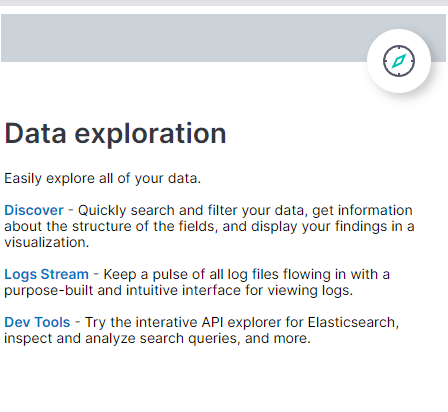 Data exploration
Easily explore all of your data.
Discover - Quickly search and filter your data, get information
about the structure of the fields, and display your findings in a
visualization.
Logs Stream - Keep a pulse of all log files flowing in with a
purpose-built and intuitive interface for viewing logs.
Dev Tools - Try the interative API explorer for Elasticsearch,
inspect and analyze search queries, and more.